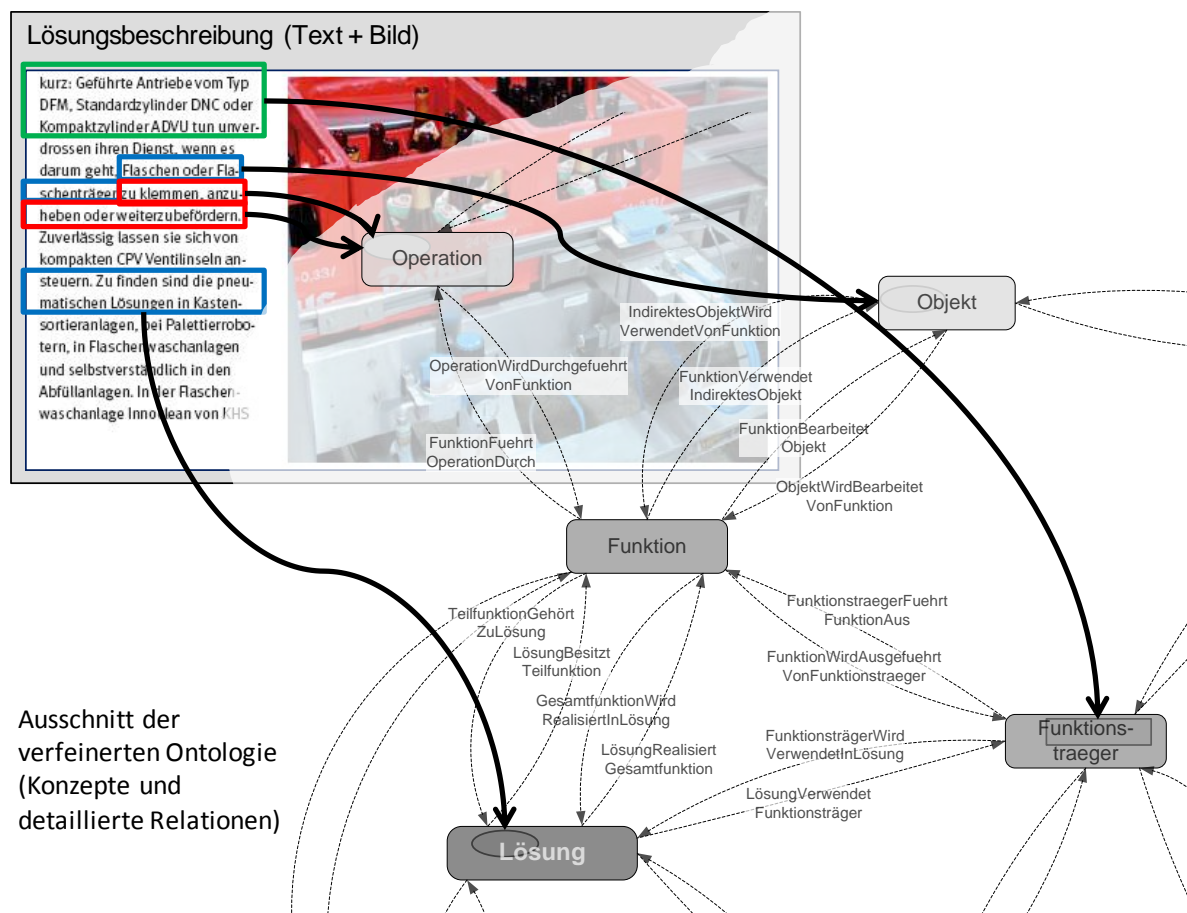 Lösungsbeschreibung (Text + Bild)
kurz: Geführte Antriebe vom Typ
DFM, Standardzylinder DNC oder
Kompaktzylinder ADVU tun unver-
drossen ihren Dienst, wenn es
darum geht, Flaschen oder Fla-
schenträger zu klemmen, anzu-
heben oder weiterzubefördern.
Zuverlässig lassen sie sich von
kompakten CPV Ventilinseln an-
steuern. Zu finden sind die pneu-
matischen Lösungen in Kasten-
sortieranlagen, bei Palettierrobo-
tern, in Flaschenwaschanlagen
und selbstverständlich in den
Abfüllanlagen. In der Flaschen-
waschanlage Innoclean von KHS
Operation
Objekt
IndirektesObjektWird
VerwendetVonFunktion
OperationWirdDurchgefuehrt
VonFunktion
FunktionVerwendet
IndirektesObjekt
FunktionBearbeitet
Objekt
FunktionFuehrt
OperationDurch
ObjektWirdBearbeitet
VonFunktion
Funktion
TeilfunktionGehört
ZuLösung
FunktionstraegerFuehrt
FunktionAus
LösungBesitzt
Teilfunktion
FunktionWirdAusgefuehrt
VonFunktionstraeger
GesamtfunktionWird
RealisiertInLösung
Funktions-
traeger
FunktionsträgerWird
VerwendetInLösung
LösungRealisiert
Gesamtfunktion
LösungVerwendet
Funktionsträger
Lösung
Ausschnitt der
verfeinerten Ontologie
(Konzepte und
detaillierte Relationen)